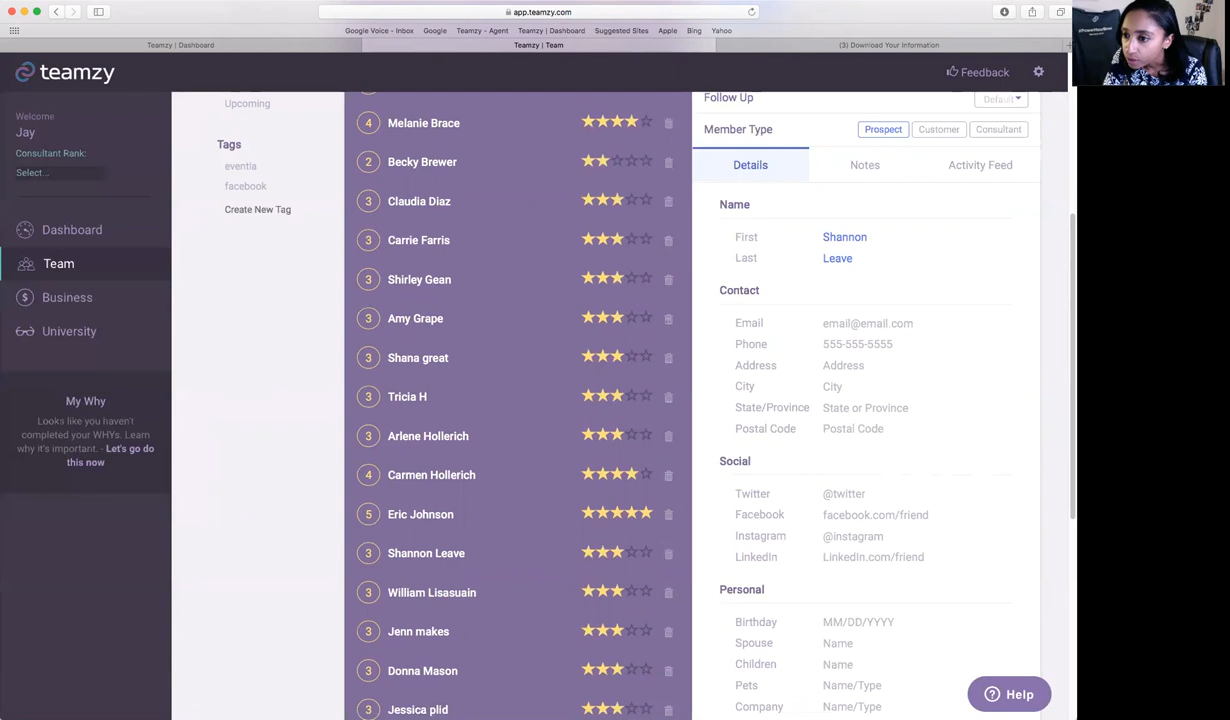 app.teamzy.com
Google Voice - Inbox Google Teamzy - Agent Teamzy | Dashboard Suggested Sites Apple Bing Yahoo
Teamzy | Dashboard Teamzy | Team (3) Download Your Information
teamzy
Feedback
Welcome
Jay
Consultant Rank:
Select...
Dashboard
Team
Business
University
My Why
Looks like you haven't
completed your WHYs. Learn
why it's important. - Let's go do
this now
Upcoming
Tags
eventla
facebook
Create New Tag
4 Melanie Brace
2 Becky Brewer
3 Claudia Diaz
3 Carrie Farris
3 Shirley Gean
3 Amy Grape
3 Shana great
3 Tricia H
3 Arlene Hollerich
4 Carmen Hollerich
5 Eric Johnson
3 Shannon Leave
3 William Lisasuain
3 Jenn makes
3 Donna Mason
3 Jessica plid
Follow Up Default
Member Type Prospect Customer Consultant
Details Notes Activity Feed
Name
First Shannon
Last Leave
Contact
Email email@email.com
Phone 555-555-5555
Address Address
City City
State/Province State or Province
Postal Code Postal Code
Social
Twitter @twitter
Facebook facebook.com/friend
Instagram @instagram
LinkedIn LinkedIn.com/friend
Personal
Birthday MM/DD/YYYY
Spouse Name
Children Name
Pets Name/Type
Company Name/Type
Help